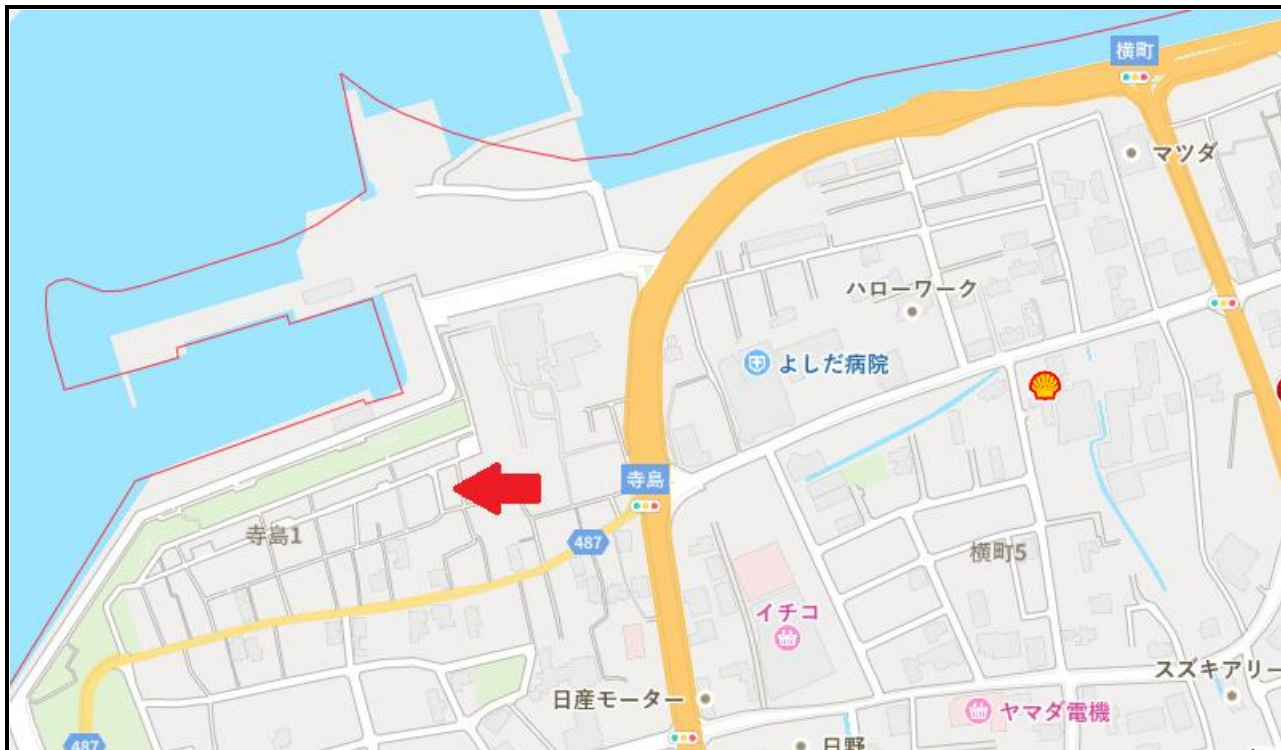 横町
マツダ
ハローワーク
よしだ病院
寺島
487
寺島1
横町5
イチコ
スズキアリー
日産モーター
ヤマダ電機
487
日野